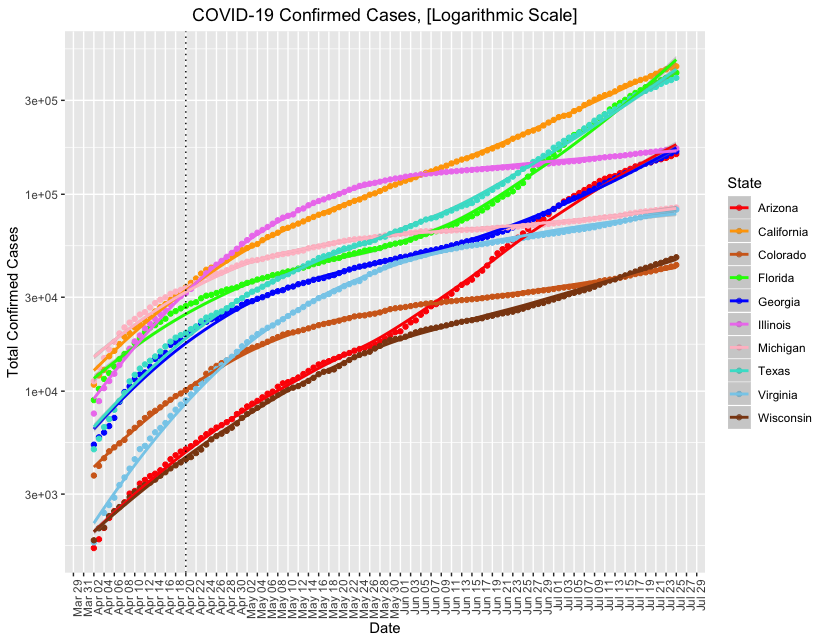 COVID-19 Confirmed Cases, [Logarithmic Scale]
Total Confirmed Cases
3e+05
1e+05
3e+04
1e+04
3e+03
Mar 29
Mar 31
Apr 02
Apr 04
Apr 06
Apr 08
Apr 10
Apr 12
Apr 14
Apr 16
Apr 18
Apr 20
Apr 22
Apr 24
Apr 26
Apr 28
Apr 30
May 02
May 04
May 06
May 08
May 10
May 12
May 14
May 16
May 18
May 20
May 22
May 24
May 26
May 28
May 30
Jun 01
Jun 03
Jun 05
Jun 07
Jun 09
Jun 11
Jun 13
Jun 15
Jun 17
Jun 19
Jun 21
Jun 23
Jun 25
Jun 27
Jun 29
Jul 01
Jul 03
Jul 05
Jul 07
Jul 09
Jul 11
Jul 13
Jul 15
Jul 17
Jul 19
Jul 21
Jul 23
Jul 25
Jul 27
Jul 29
Date
State
Arizona
California
Colorado
Florida
Georgia
Illinois
Michigan
Texas
Virginia
Wisconsin